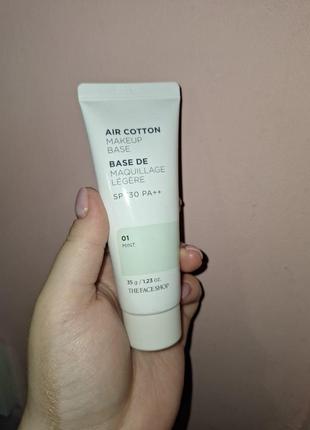 AIR COTTON
MAKEUP
BASE
BASE DE
MAQUILLAGE
LÉGÈRE
SPF30 PA++
01
MINT
35 g / 1.23 oz.
THE FACE SHOP